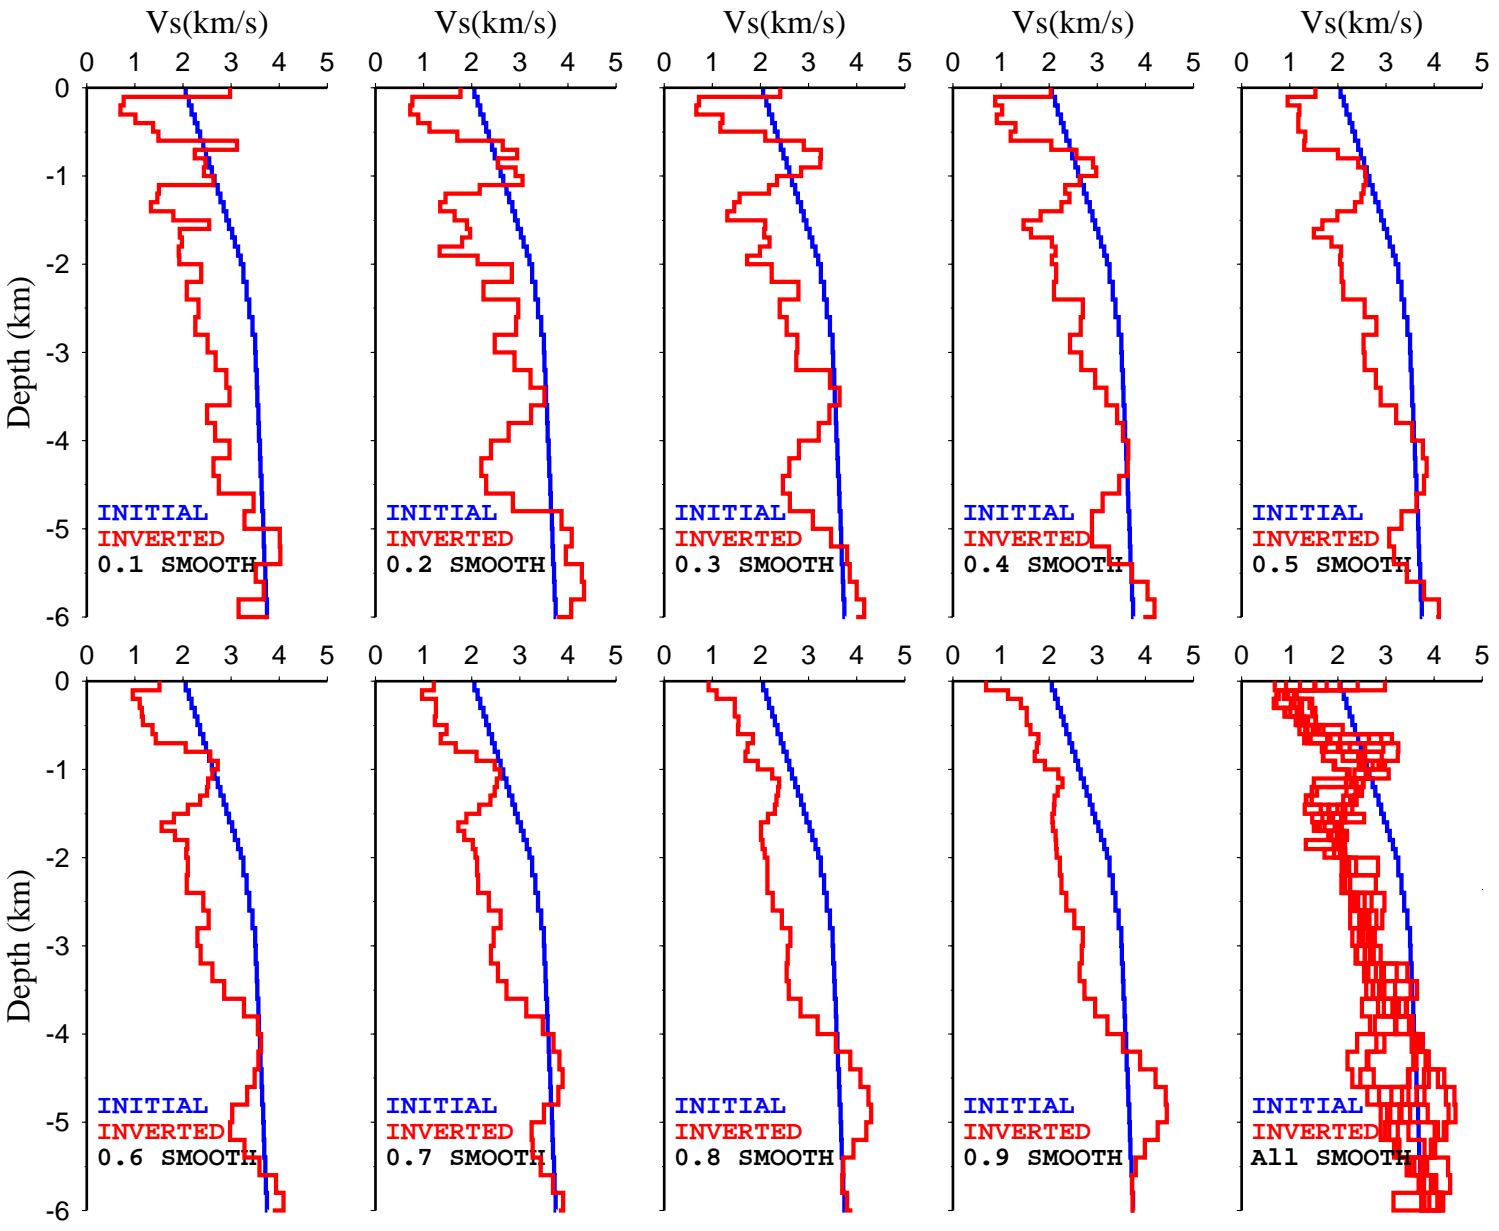 Vs(km/s) Vs(km/s) Vs(km/s) Vs(km/s) Vs(km/s)
0 1 2 3 4 5 0 1 2 3 4 5 0 1 2 3 4 5 0 1 2 3 4 5 0 1 2 3 4 5
0
-1
-2
Depth (km)
-3
-4
-5
-6
INITIAL INITIAL INITIAL INITIAL INITIAL
INVERTED INVERTED INVERTED INVERTED INVERTED
0.1 SMOOTH 0.2 SMOOTH 0.3 SMOOTH 0.4 SMOOTH 0.5 SMOOTH
0 1 2 3 4 5 0 1 2 3 4 5 0 1 2 3 4 5 0 1 2 3 4 5 0 1 2 3 4 5
0
-1
-2
Depth (km)
-3
-4
-5
-6
INITIAL INITIAL INITIAL INITIAL INITIAL
INVERTED INVERTED INVERTED INVERTED INVERTED
0.6 SMOOTH 0.7 SMOOTH 0.8 SMOOTH 0.9 SMOOTH All SMOOTH